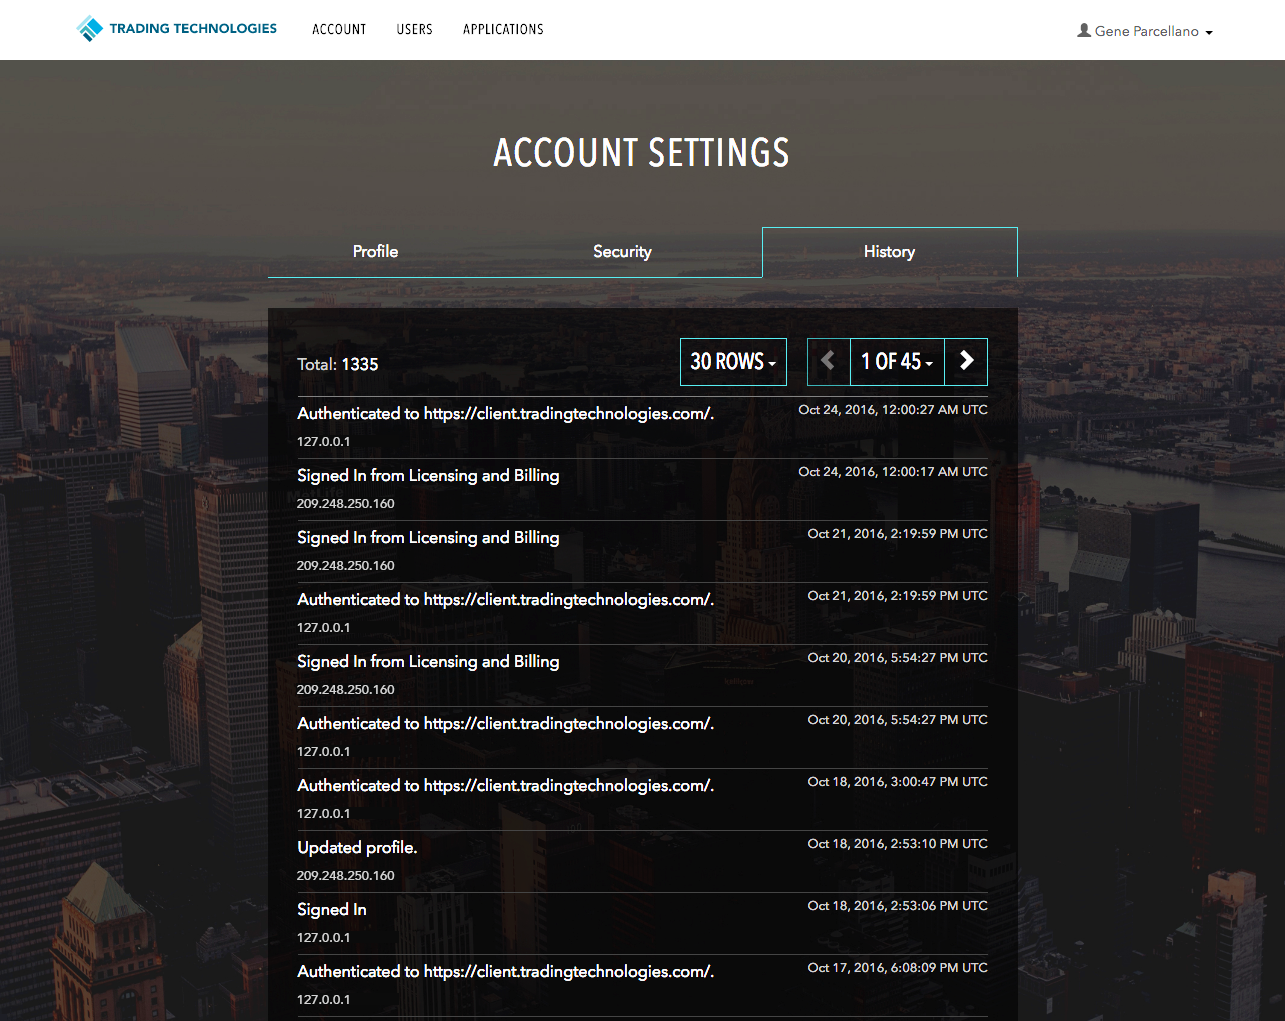 TRADING TECHNOLOGIES ACCOUNT USERS APPLICATIONS Gene Parcellano
ACCOUNT SETTINGS
Profile Security History
Total: 1335 30 ROWS 1 OF 45
Authenticated to https://client.tradingtechnologies.com/. Oct 24, 2016, 12:00:27 AM UTC
127.0.0.1
Signed In from Licensing and Billing Oct 24, 2016, 12:00:17 AM UTC
209.248.250.160
Signed In from Licensing and Billing Oct 21, 2016, 2:19:59 PM UTC
209.248.250.160
Authenticated to https://client.tradingtechnologies.com/. Oct 21, 2016, 2:19:59 PM UTC
127.0.0.1
Signed In from Licensing and Billing Oct 20, 2016, 5:54:27 PM UTC
209.248.250.160
Authenticated to https://client.tradingtechnologies.com/. Oct 20, 2016, 5:54:27 PM UTC
127.0.0.1
Authenticated to https://client.tradingtechnologies.com/. Oct 18, 2016, 3:00:47 PM UTC
127.0.0.1
Updated profile. Oct 18, 2016, 2:53:10 PM UTC
209.248.250.160
Signed In Oct 18, 2016, 2:53:06 PM UTC
127.0.0.1
Authenticated to https://client.tradingtechnologies.com/. Oct 17, 2016, 6:08:09 PM UTC
127.0.0.1